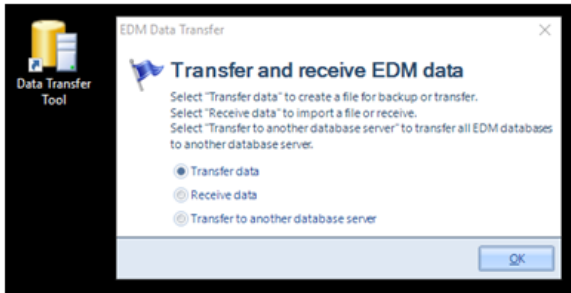 EDM Data Transfer
Data Transfer
Tool
Transfer and receive EDM data
Select "Transfer data" to create a file for backup or transfer.
Select "Receive data" to import a file or receive.
Select "Transfer to another database server" to transfer all EDM databases
to another database server.
Transfer data
Receive data
Transfer to another database server
OK